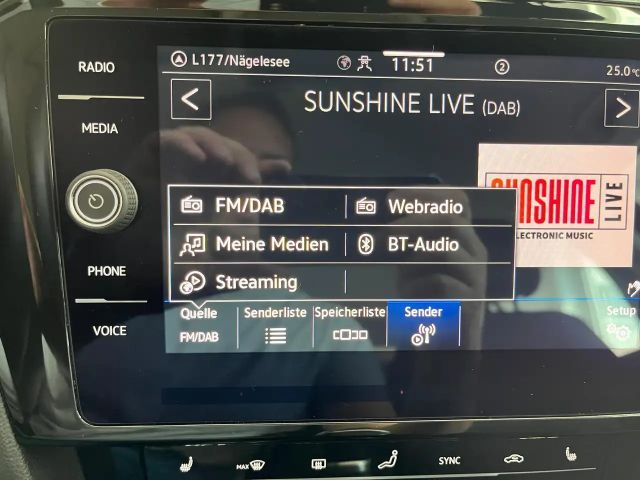 RADIO
MEDIA
PHONE
VOICE
L177/Nägelesee
11:51
2
25.0°C
SUNSHINE LIVE (DAB)
SUNSHINE LIVE
ELECTRONIC MUSIC
FM/DAB
Webradio
Meine Medien
BT-Audio
Streaming
Quelle
FM/DAB
Senderliste
Speicherliste
Sender
Setup
MAX
SYNC